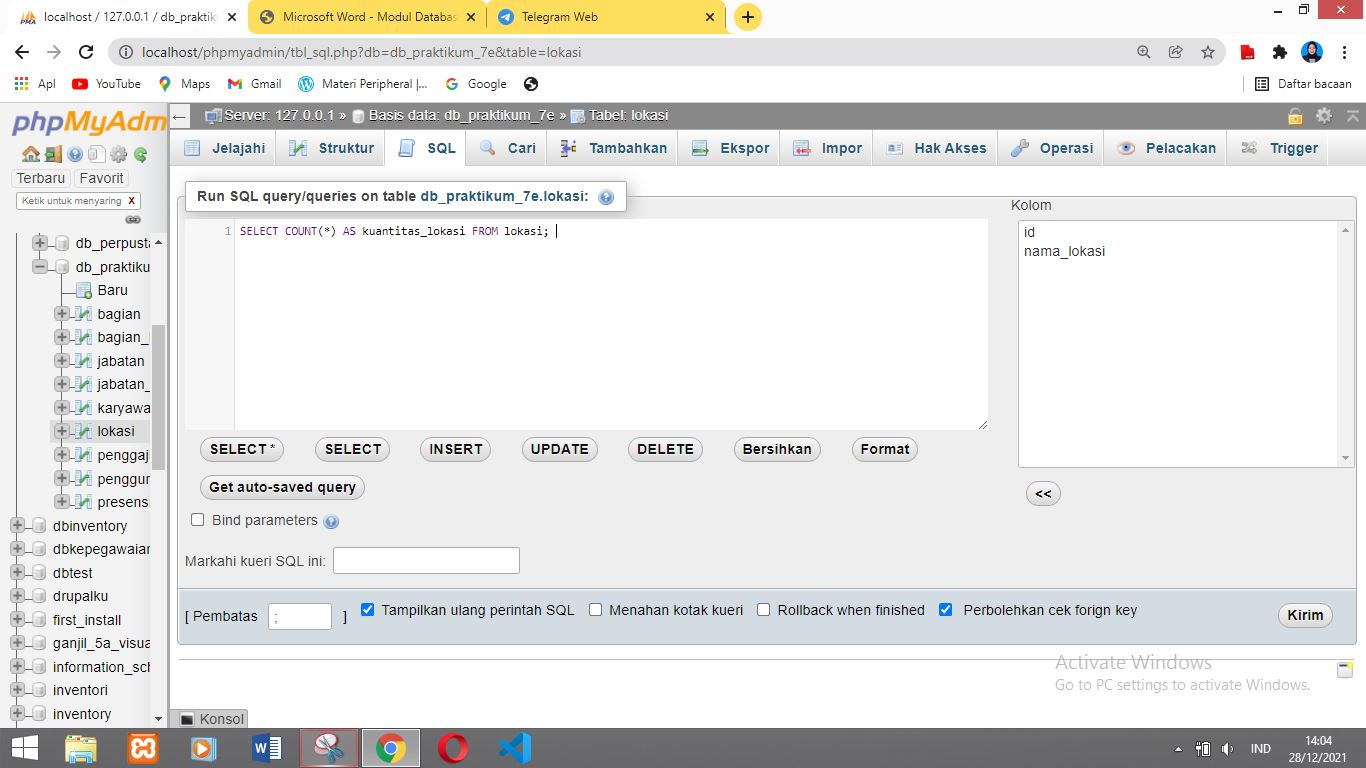 localhost / 127.0.0.1 / db_praktiku
Microsoft Word - Modul Databas
Telegram Web
localhost/phpmyadmin/tbl_sql.php?db=db_praktikum_7e&table=lokasi
Apl
YouTube
Maps
Gmail
Materi Peripheral |...
Google
Daftar bacaan
phpMyAdm
Terbaru
Favorit
Ketik untuk menyaring X
db_perpusta
db_praktiku
Baru
bagian
bagian_
jabatan
jabatan_
karyawa
lokasi
penggaj
penggun
presensi
dbinventory
dbkepegawaian
dbtest
drupalku
first_install
ganjil_5a_visua
information_sch
inventori
inventory
← Server: 127.0.0.1 » Basis data: db_praktikum_7e » Tabel: lokasi
Jelajahi
Struktur
SQL
Cari
Tambahkan
Ekspor
Impor
Hak Akses
Operasi
Pelacakan
Trigger
Run SQL query/queries on table db_praktikum_7e.lokasi:
1 SELECT COUNT(*) AS kuantitas_lokasi FROM lokasi;
Kolom
id
nama_lokasi
<<
SELECT *
SELECT
INSERT
UPDATE
DELETE
Bersihkan
Format
Get auto-saved query
Bind parameters
Markahi kueri SQL ini:
[ Pembatas ; ]
Tampilkan ulang perintah SQL
Menahan kotak kueri
Rollback when finished
Perbolehkan cek forign key
Kirim
Activate Windows
Go to PC settings to activate Windows.
Konsol
IND
14:04
28/12/2021